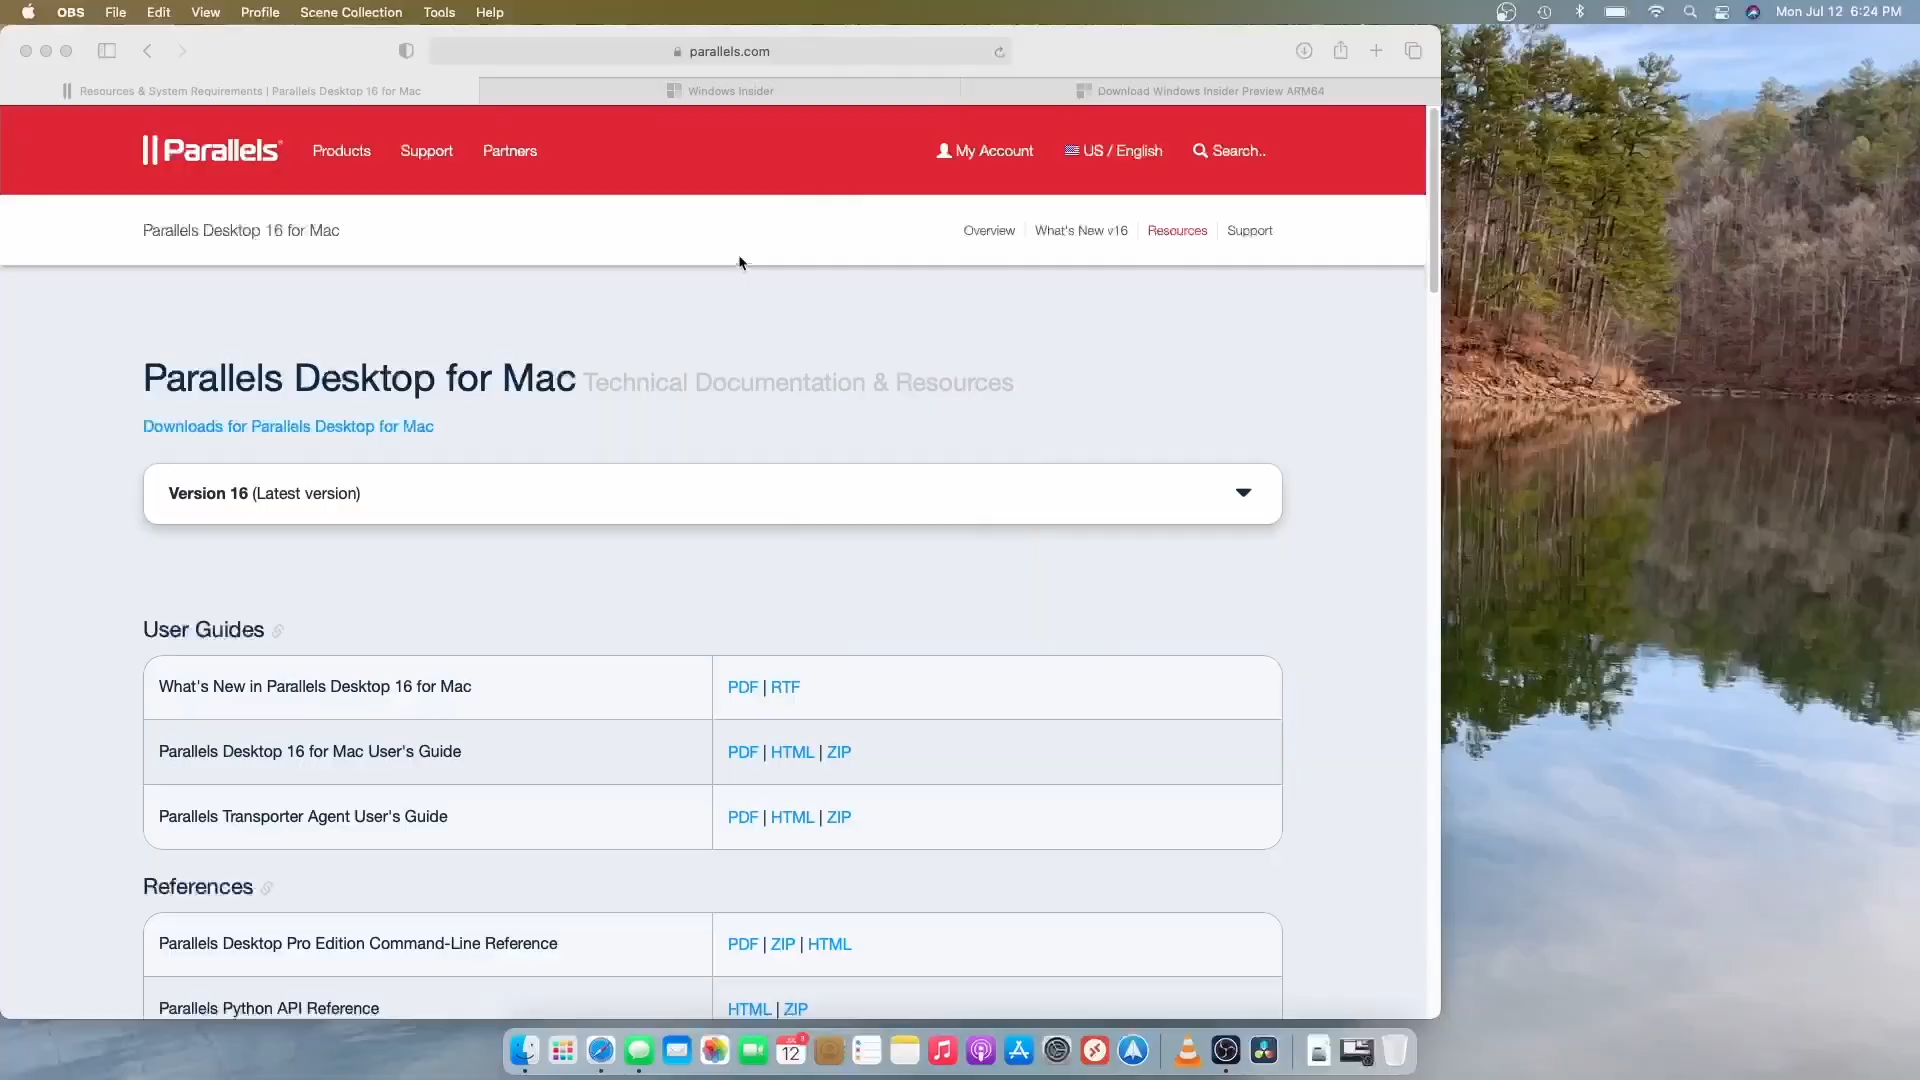 OBS File Edit View Profile Scene Collection Tools Help Mon Jul 12 6:24 PM
parallels.com
Resources & System Requirements | Parallels Desktop 16 for Mac Windows Insider Download Windows Insider Preview ARM64
Parallels Products Support Partners My Account US / English Search..
Parallels Desktop 16 for Mac Overview What's New v16 Resources Support
Parallels Desktop for Mac Technical Documentation & Resources
Downloads for Parallels Desktop for Mac
Version 16 (Latest version)
User Guides
What's New in Parallels Desktop 16 for Mac PDF | RTF
Parallels Desktop 16 for Mac User's Guide PDF | HTML | ZIP
Parallels Transporter Agent User's Guide PDF | HTML | ZIP
References
Parallels Desktop Pro Edition Command-Line Reference PDF | ZIP | HTML
Parallels Python API Reference HTML | ZIP
12